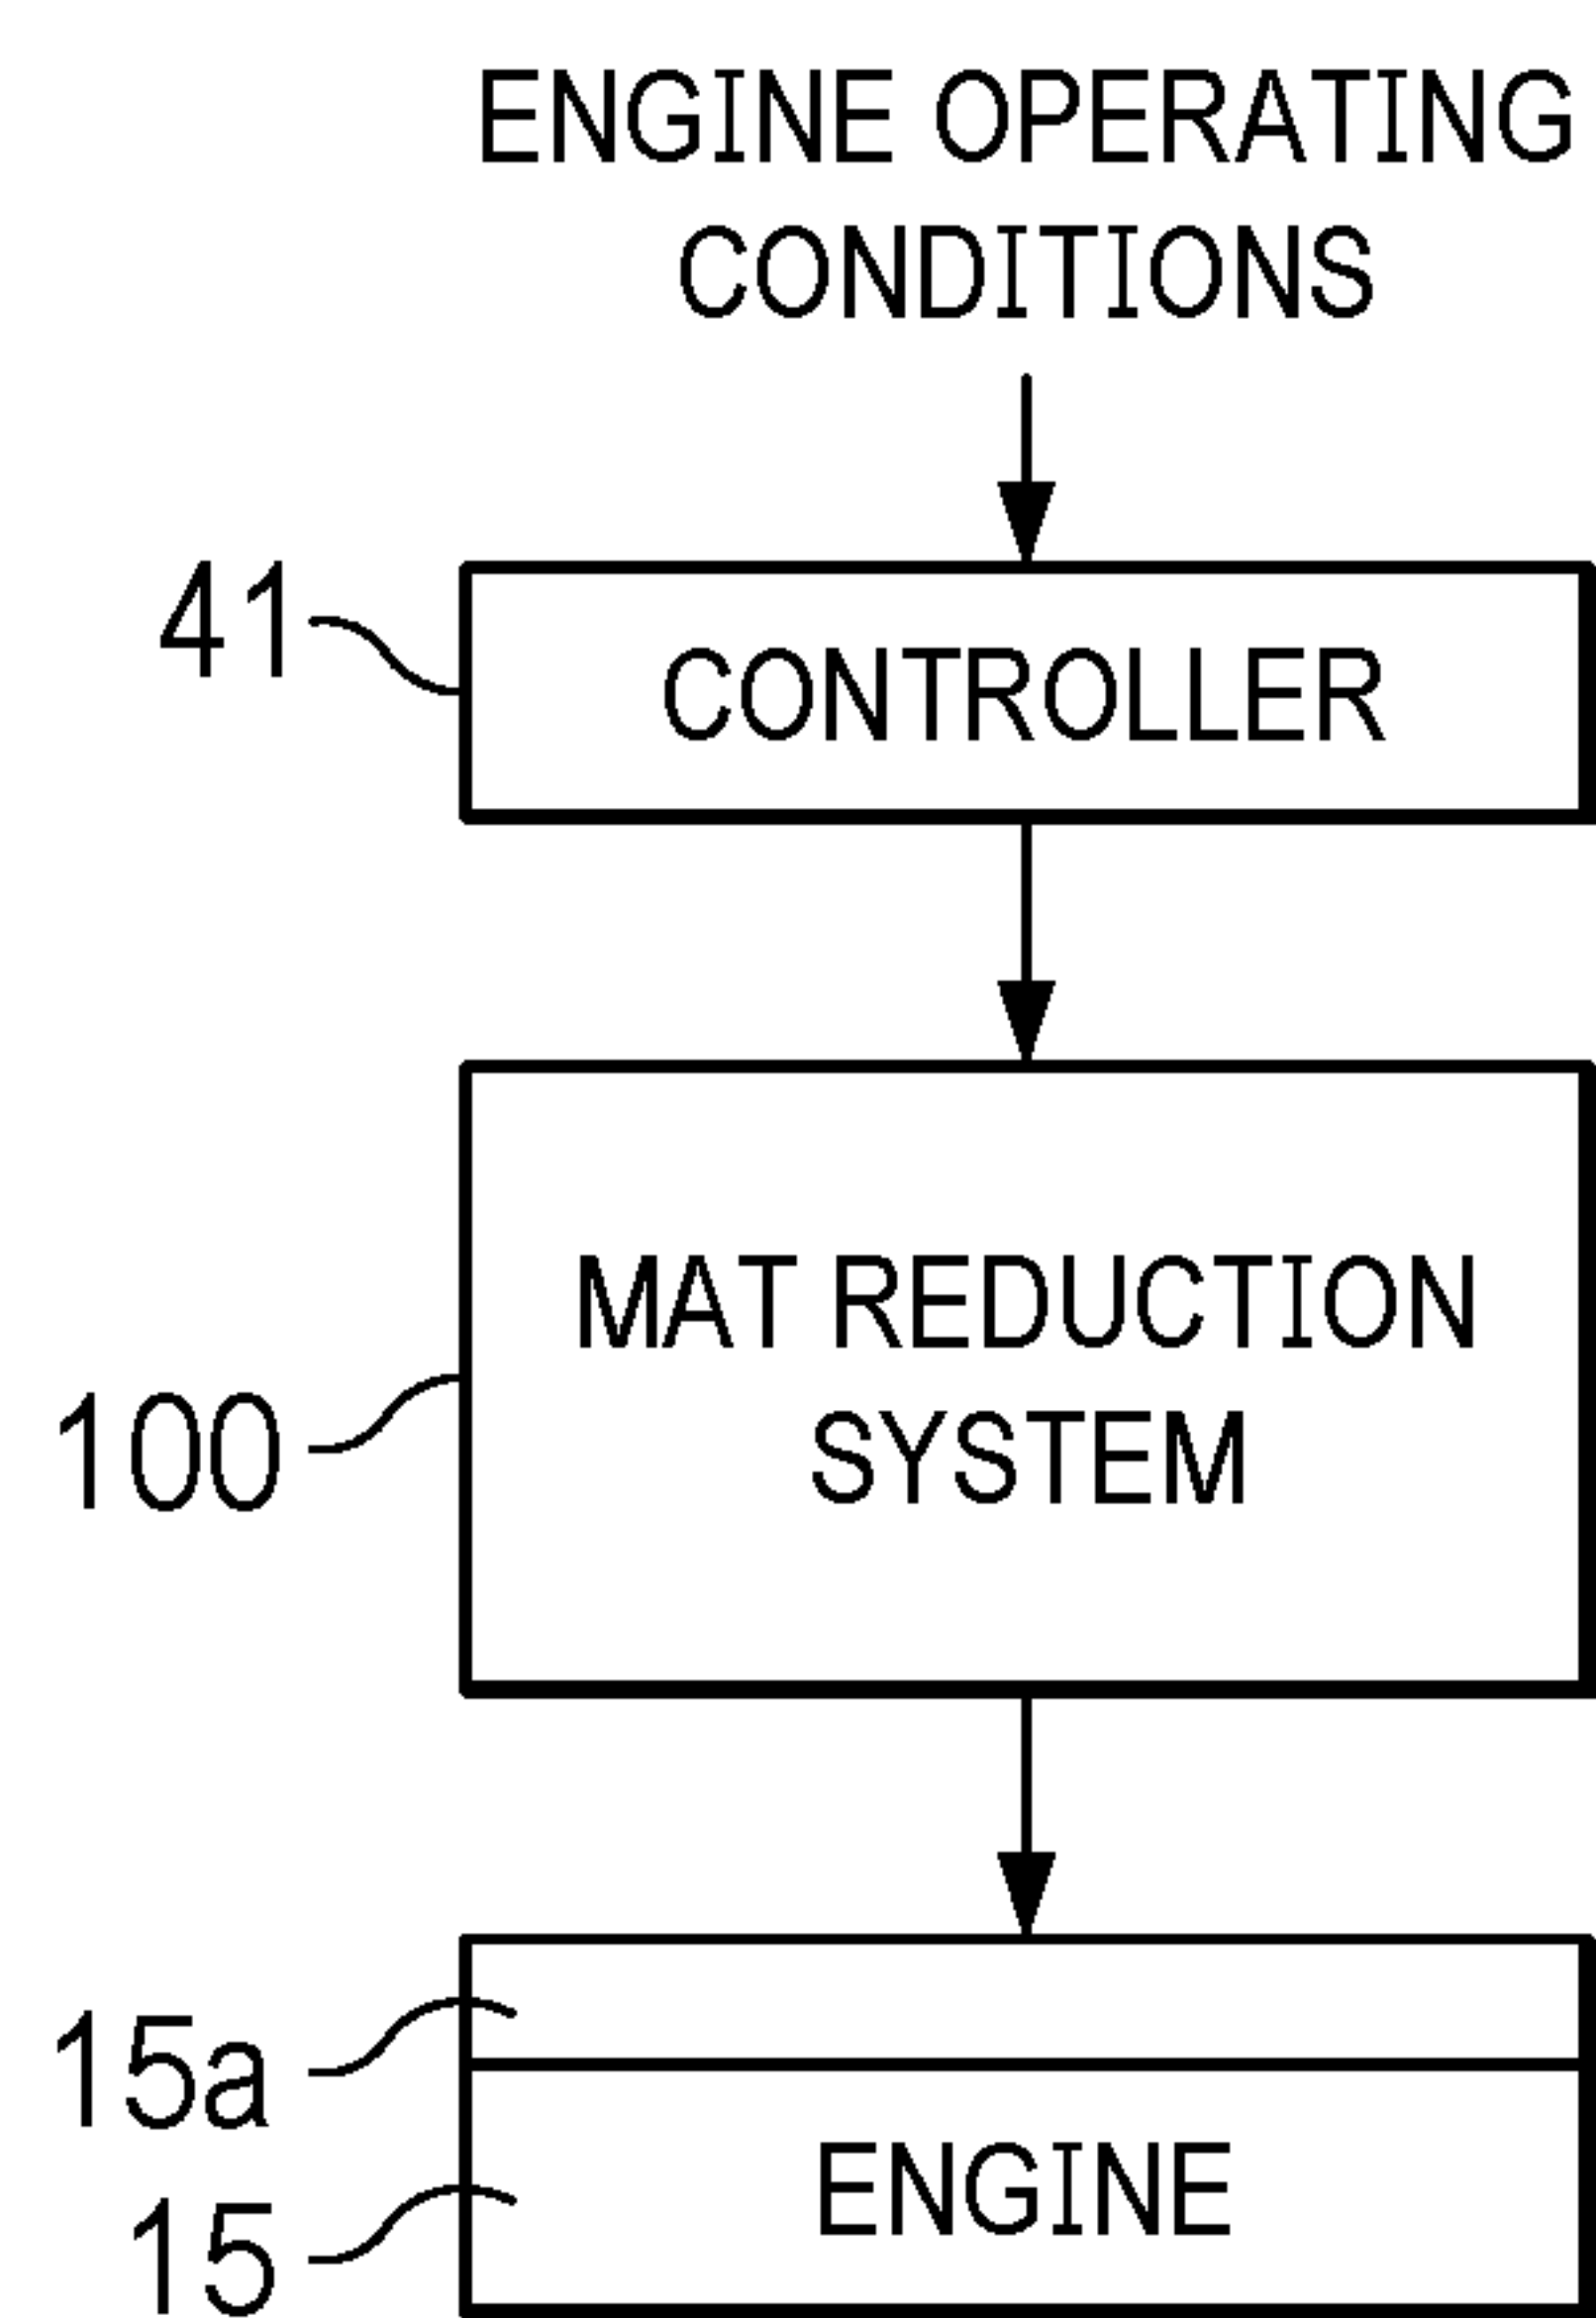 ENGINE OPERATING
CONDITIONS
41
CONTROLLER
MAT REDUCTION
100
SYSTEM
15a
ENGINE
15